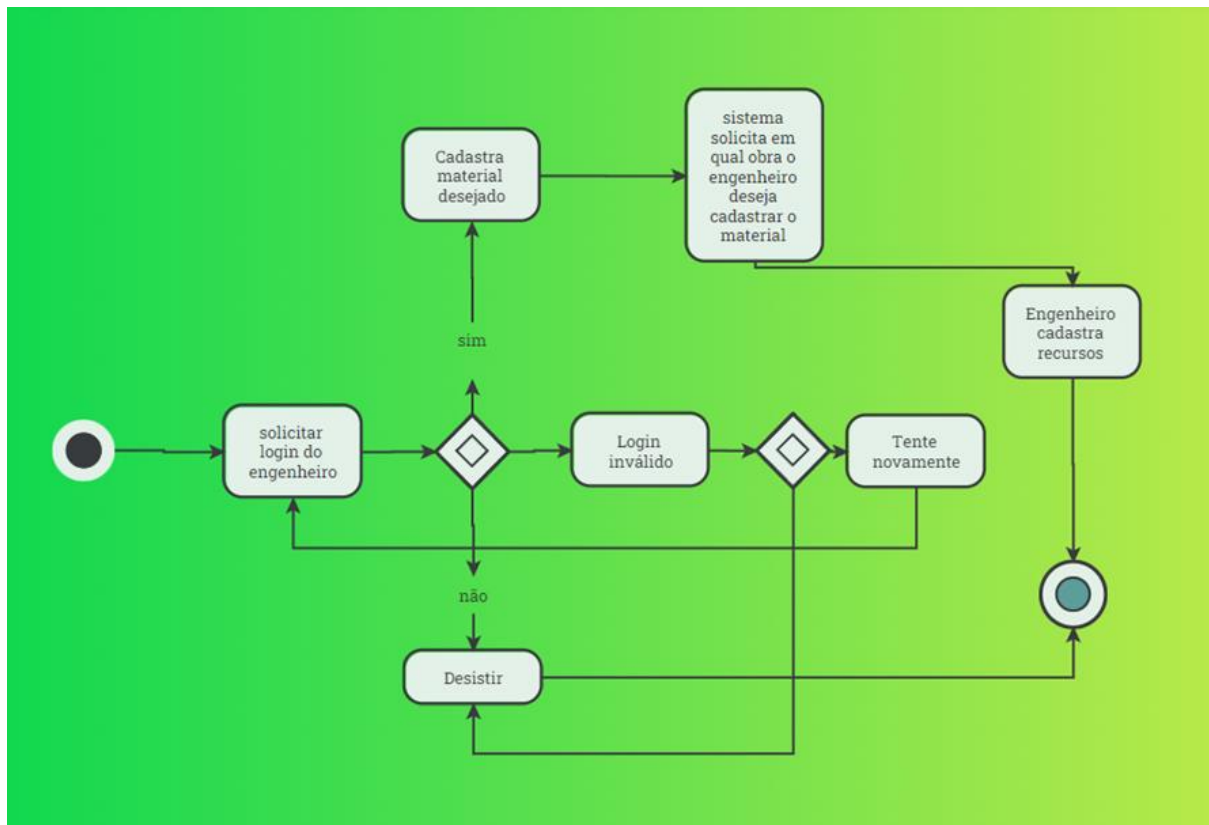 sistema
solicita em
qual obra o
engenheiro
deseja
cadastrar o
material
Cadastra
material
desejado
Engenheiro
cadastra
recursos
sim
solicitar
login do
engenheiro
Login
inválido
Tente
novamente
não
Desistir